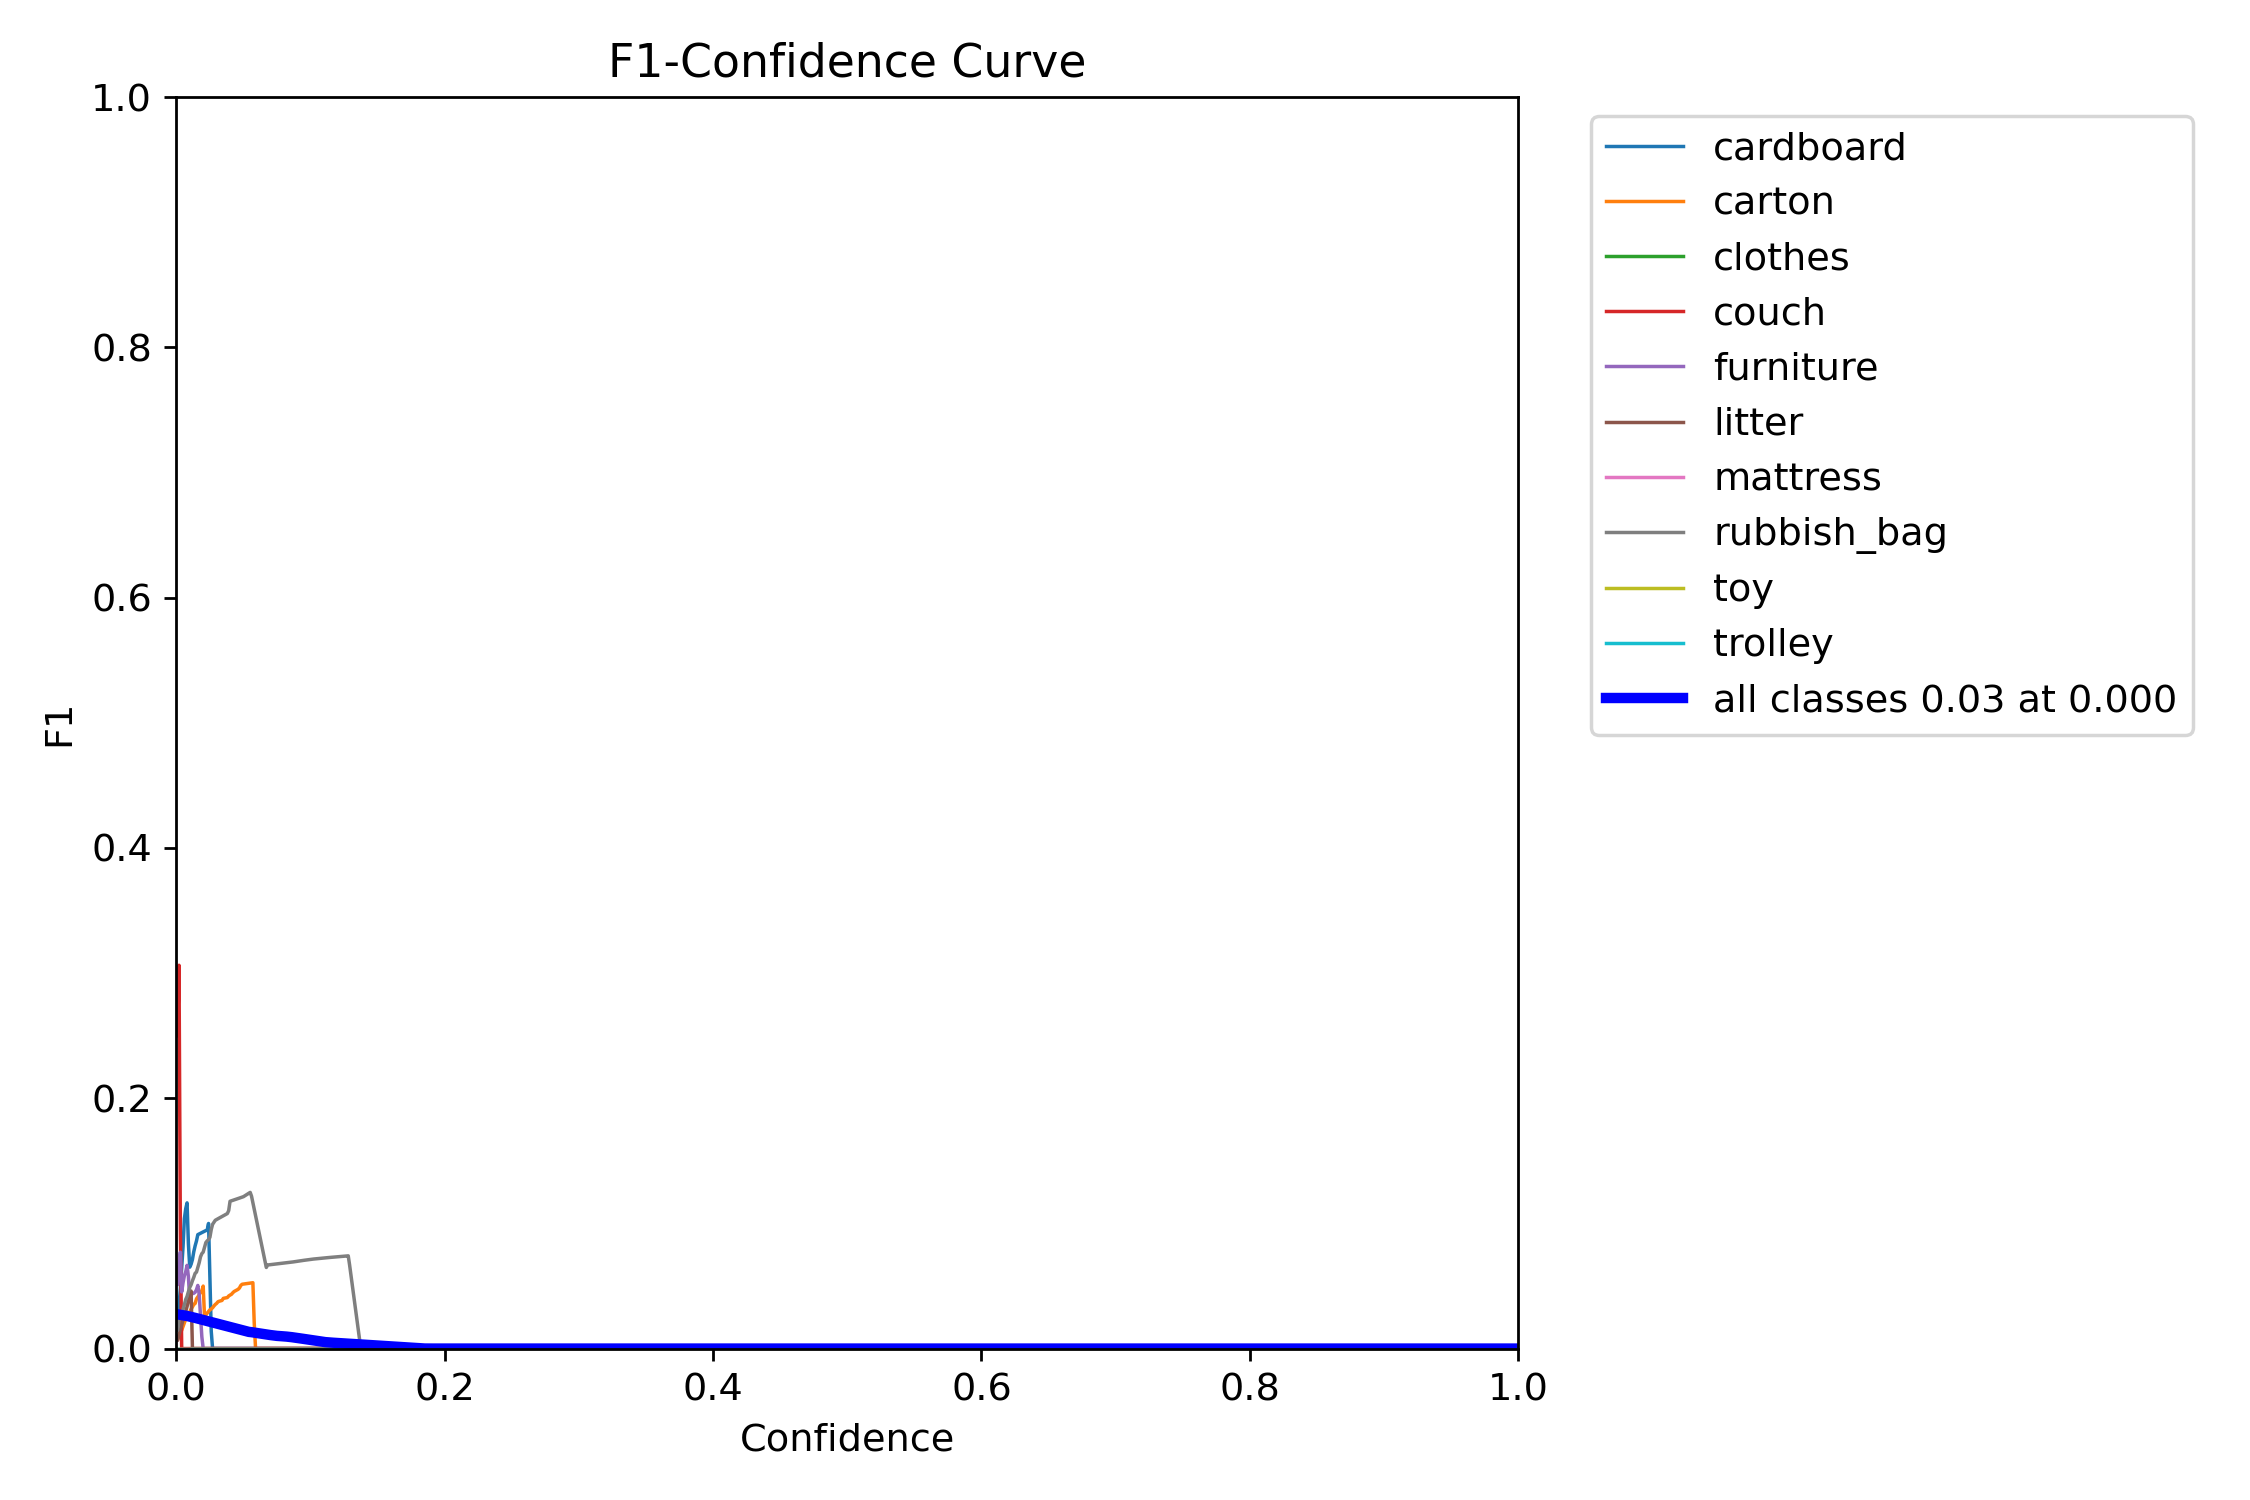 F1-Confidence Curve
1.0
0.8
0.6
0.4
0.2
0.0
F1
0.0 0.2 0.4 0.6 0.8 1.0
Confidence
cardboard
carton
clothes
couch
furniture
litter
mattress
rubbish_bag
toy
trolley
all classes 0.03 at 0.000